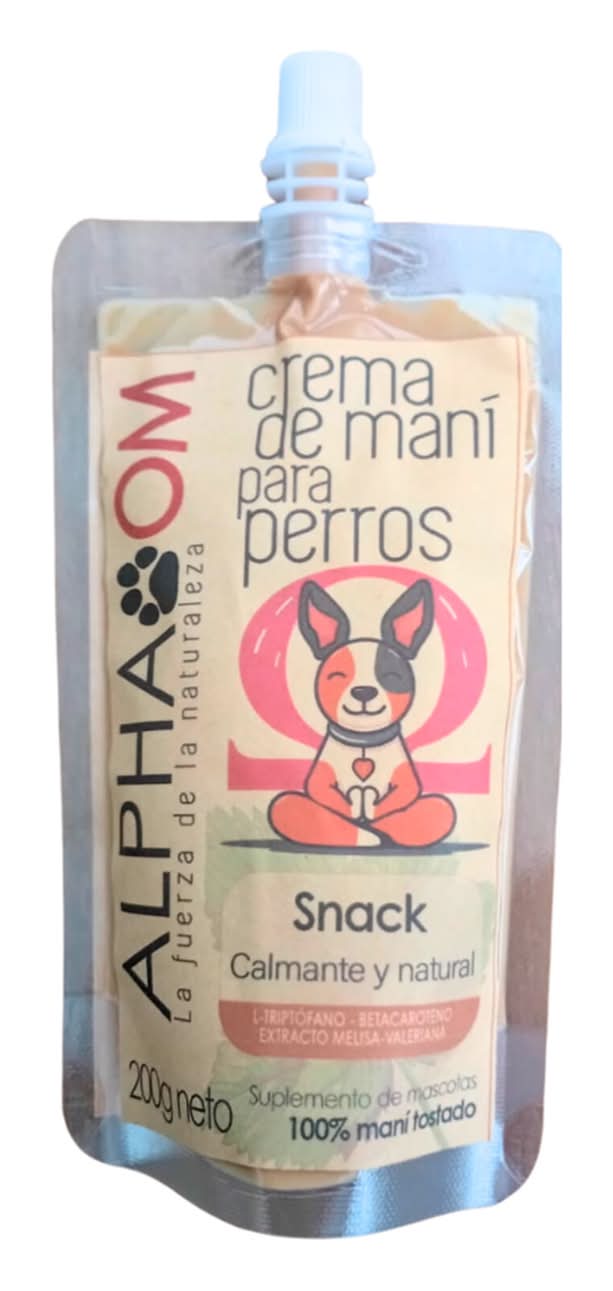 crema
de maní
para
perros
ALPHA OM
La fuerza de la naturaleza
Snack
Calmante y natural
L-TRIPTÓFANO - BETACAROTENO
EXTRACTO MELISA-VALERIANA
200g neto
Suplemento de mascotas
100% maní tostado